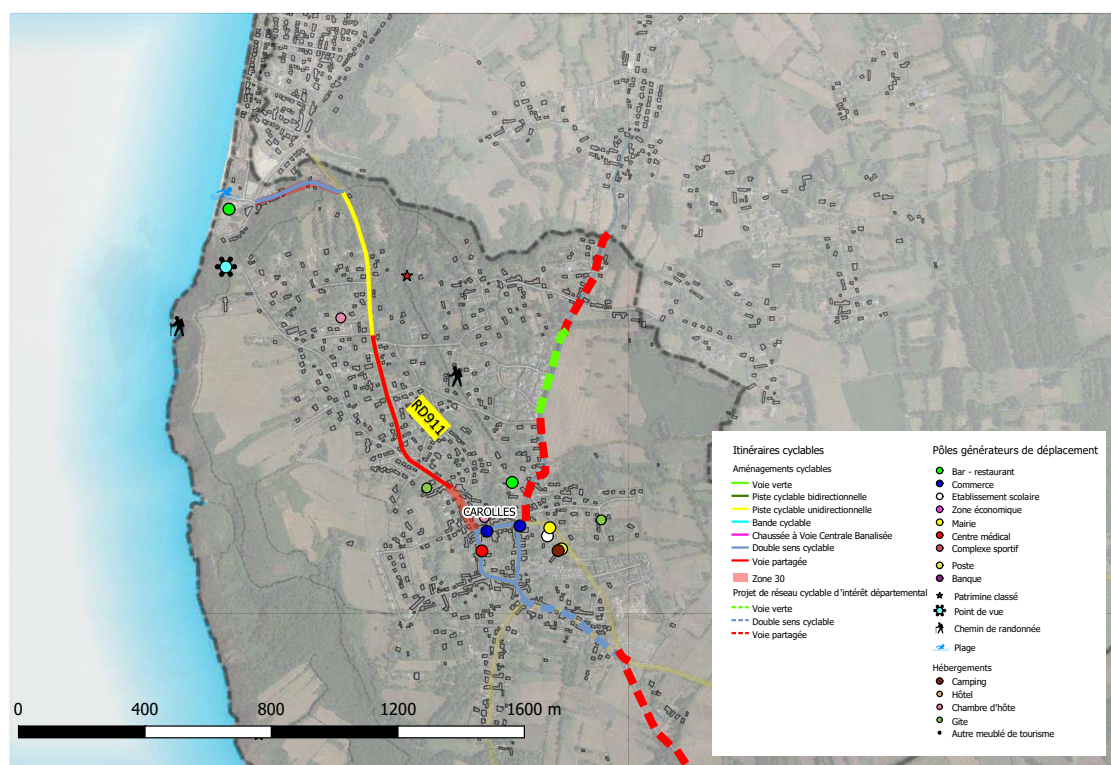 RD911
CAROLLES
0 400 800 1200 1600 m
Itinéraires cyclables
Aménagements cyclables
Voie verte
Piste cyclable bidirectionnelle
Piste cyclable unidirectionnelle
Bande cyclable
Chaussée à Voie Centrale Banalisée
Double sens cyclable
Voie partagée
Zone 30
Projet de réseau cyclable d'intérêt départemental
Voie verte
Double sens cyclable
Voie partagée
Pôles générateurs de déplacement
Bar - restaurant
Commerce
Etablissement scolaire
Zone économique
Mairie
Centre médical
Complexe sportif
Poste
Banque
Patrimine classé
Point de vue
Chemin de randonnée
Plage
Hébergements
Camping
Hôtel
Chambre d'hôte
Gite
Autre meublé de tourisme